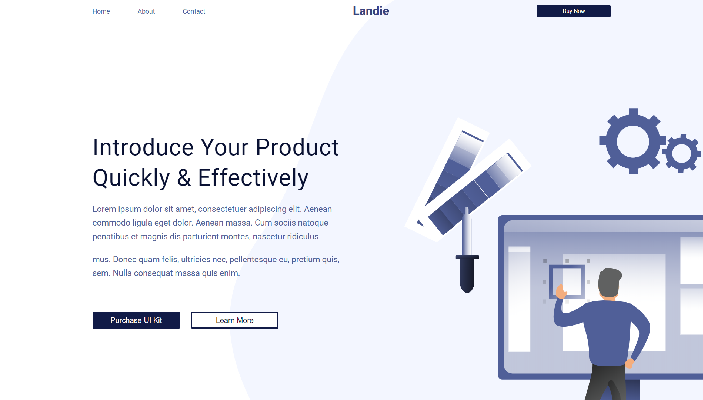 Home About Contact Landie Buy Now
Introduce Your Product
Quickly & Effectively
Lorem ipsum dolor sit amet, consectetuer adipiscing elit. Aenean
commodo ligula eget dolor. Aenean massa. Cum sociis natoque
penatibus et magnis dis parturient montes, nascetur ridiculus
mus. Donec quam felis, ultricies nec, pellentesque eu, pretium quis,
sem. Nulla consequat massa quis enim.
Purchase UI Kit Learn More